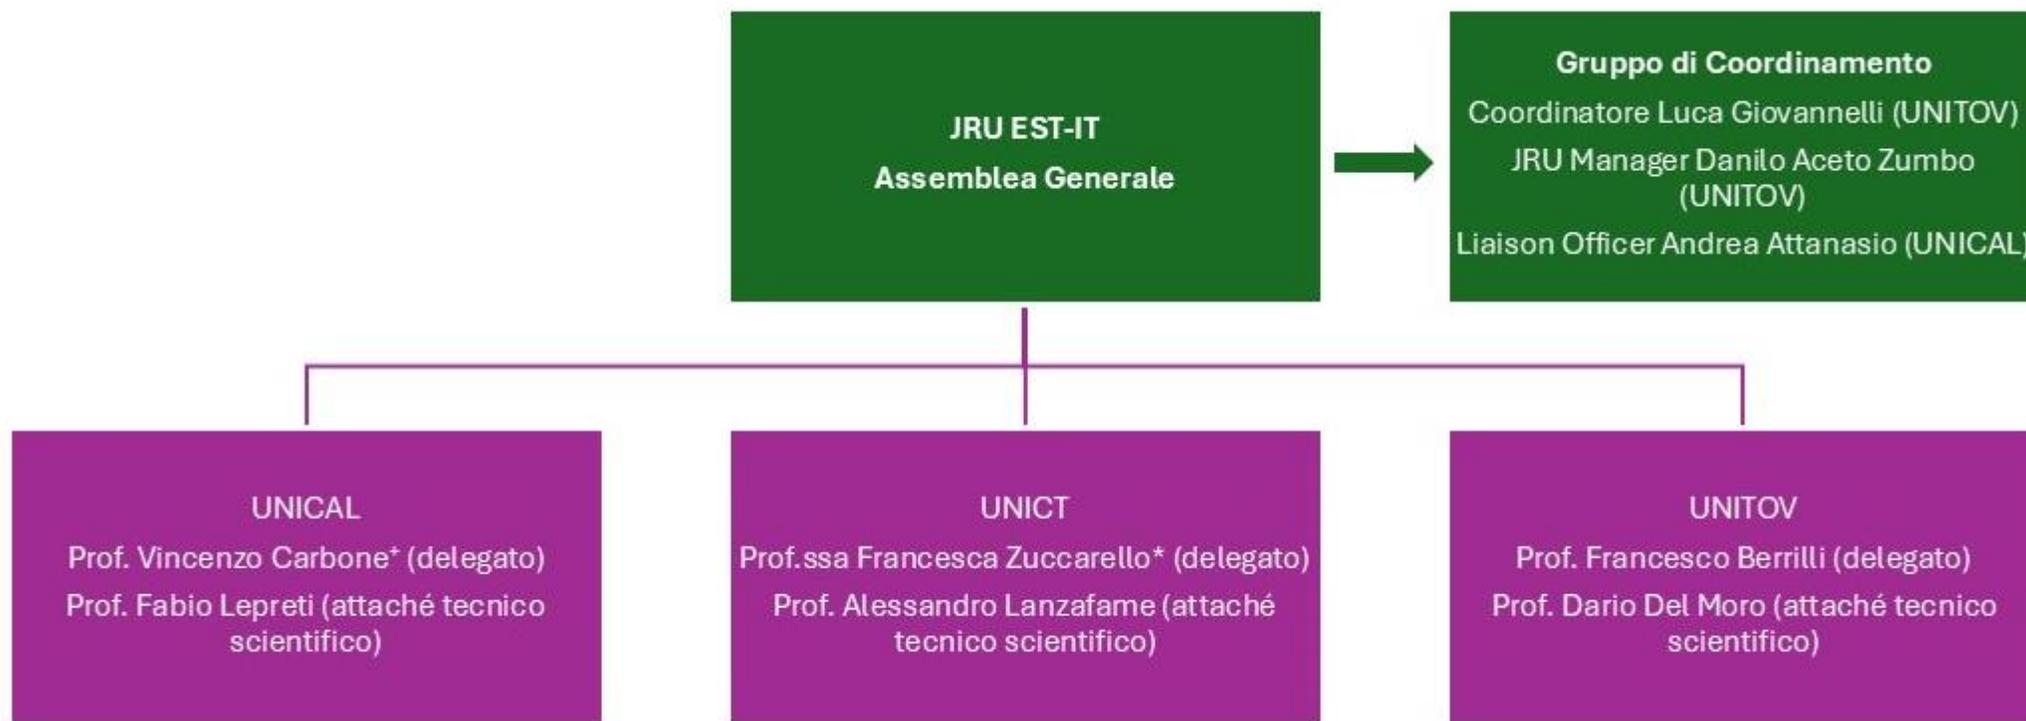 JRU EST-IT
Assemblea Generale
Gruppo di Coordinamento
Coordinatore Luca Giovannelli (UNITOV)
JRU Manager Danilo Aceto Zumbo
(UNITOV)
Liaison Officer Andrea Attanasio (UNICAL)
UNICAL
Prof. Vincenzo Carbone⁺ (delegato)
Prof. Fabio Lepreti (attaché tecnico
scientifico)
UNICT
Prof.ssa Francesca Zuccarello* (delegato)
Prof. Alessandro Lanzafame (attaché
tecnico scientifico)
UNITOV
Prof. Francesco Berrilli (delegato)
Prof. Dario Del Moro (attaché tecnico
scientifico)